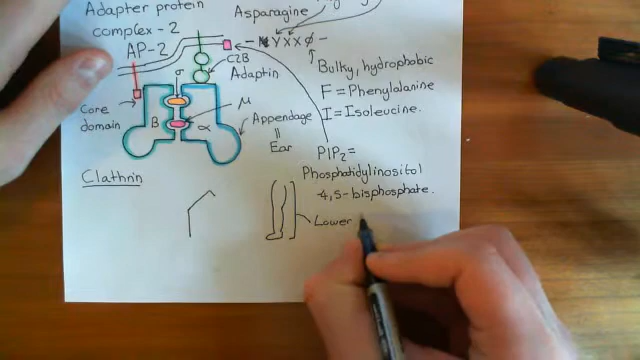 Adapter protein
complex-2
AP-2
Asparagine
YXXØ-
C2B
Adaptin
Bulky, hydrophobic
F = Phenylalanine
I = Isoleucine.
σ
μ
Core
domain
β
α
Appendage
=
Ear
PIP2=
Phosphatidylinositol
-4,5-bisphosphate.
Clathrin
Lower